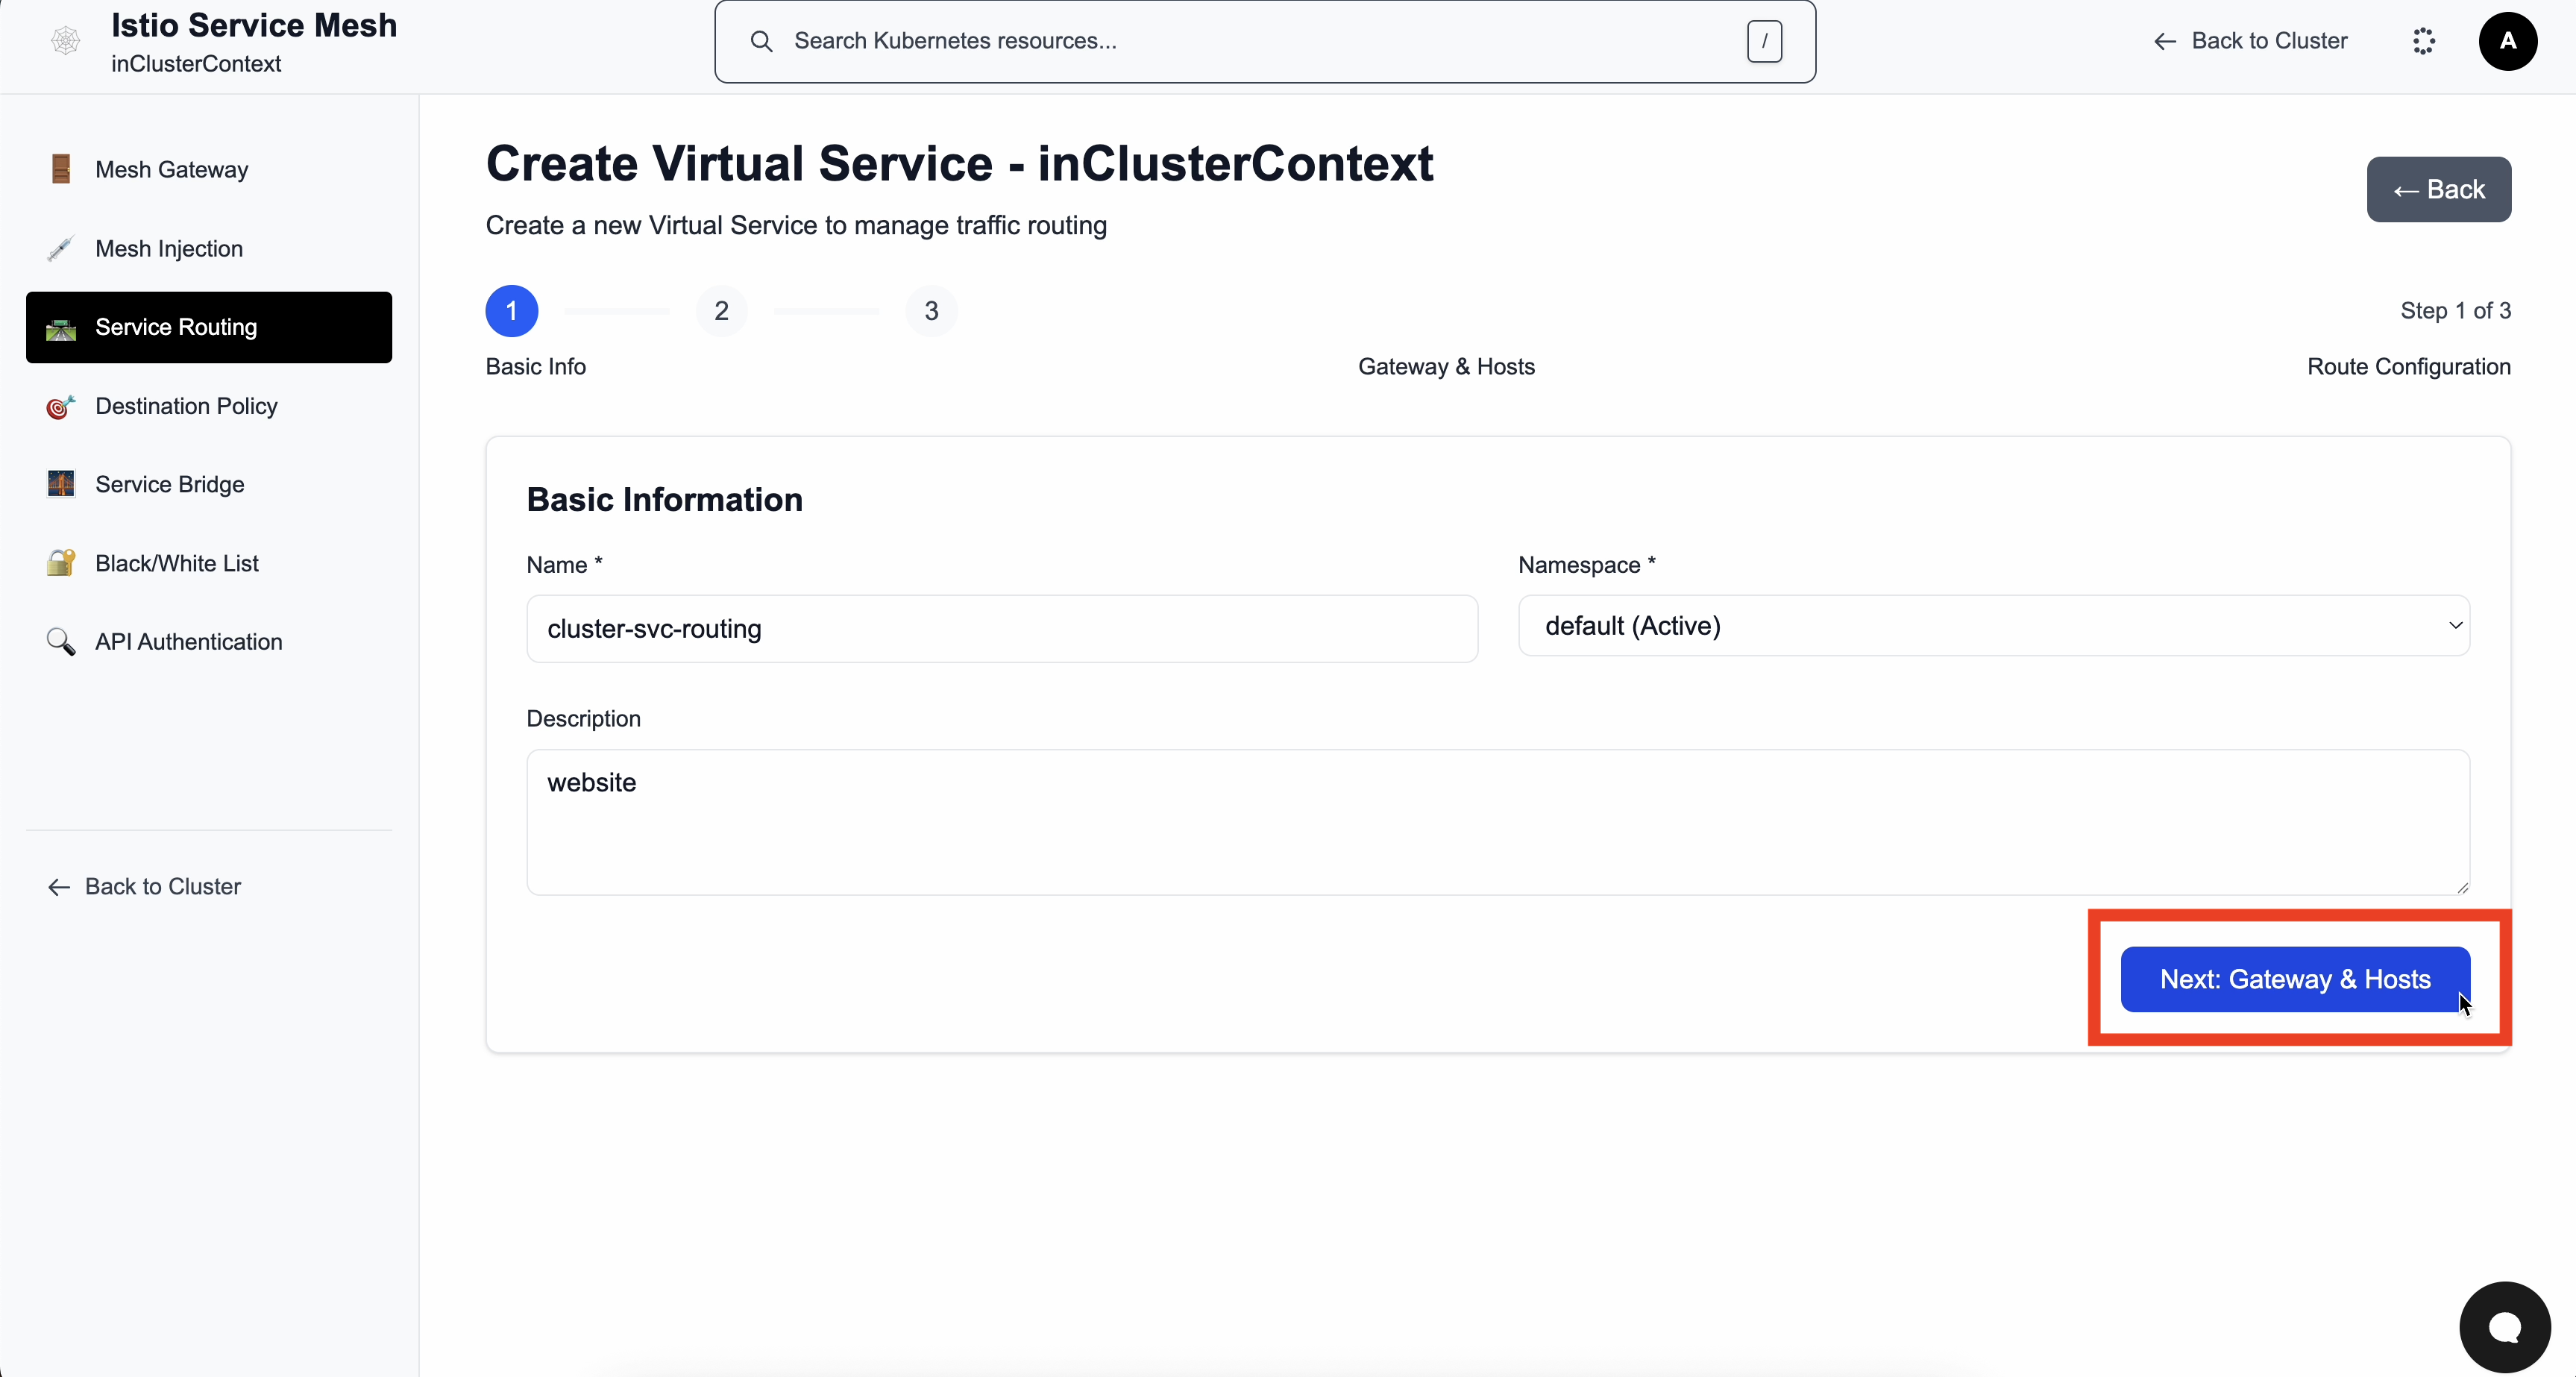 Istio Service Mesh
inClusterContext
Search Kubernetes resources...
/
← Back to Cluster
A
Mesh Gateway
Mesh Injection
Service Routing
Destination Policy
Service Bridge
Black/White List
API Authentication
← Back to Cluster
Create Virtual Service - inClusterContext
Create a new Virtual Service to manage traffic routing
← Back
1
2
3
Step 1 of 3
Basic Info
Gateway & Hosts
Route Configuration
Basic Information
Name *
cluster-svc-routing
Namespace *
default (Active)
Description
website
Next: Gateway & Hosts